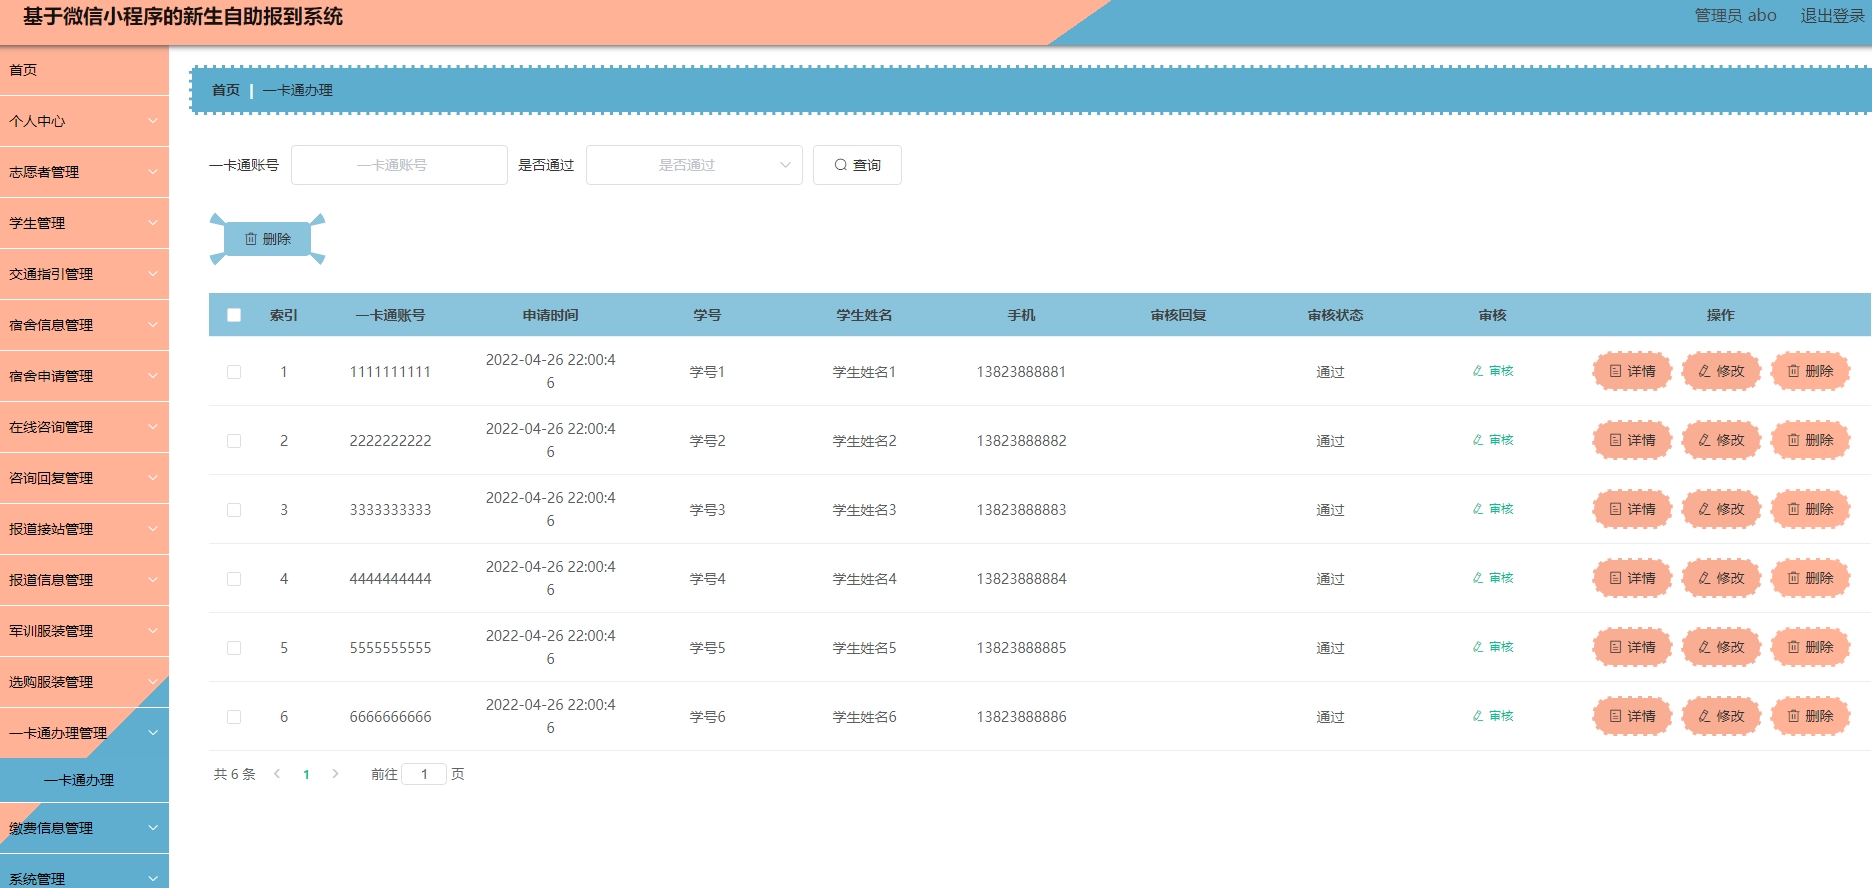 基于微信小程序的新生自助报到系统
管理员 abo 退出登录
首页
个人中心
志愿者管理
学生管理
交通指引管理
宿舍信息管理
宿舍申请管理
在线咨询管理
咨询回复管理
报道接站管理
报道信息管理
军训服装管理
选购服装管理
一卡通办理管理
一卡通办理
缴费信息管理
系统管理
首页 | 一卡通办理
一卡通账号 一卡通账号 是否通过 是否通过 查询
删除
索引 一卡通账号 申请时间 学号 学生姓名 手机 审核回复 审核状态 审核 操作
1 1111111111 2022-04-26 22:00:4
6 学号1 学生姓名1 13823888881 通过 审核 详情 修改 删除
2 2222222222 2022-04-26 22:00:4
6 学号2 学生姓名2 13823888882 通过 审核 详情 修改 删除
3 3333333333 2022-04-26 22:00:4
6 学号3 学生姓名3 13823888883 通过 审核 详情 修改 删除
4 4444444444 2022-04-26 22:00:4
6 学号4 学生姓名4 13823888884 通过 审核 详情 修改 删除
5 5555555555 2022-04-26 22:00:4
6 学号5 学生姓名5 13823888885 通过 审核 详情 修改 删除
6 6666666666 2022-04-26 22:00:4
6 学号6 学生姓名6 13823888886 通过 审核 详情 修改 删除
共 6 条 1 前往 1 页